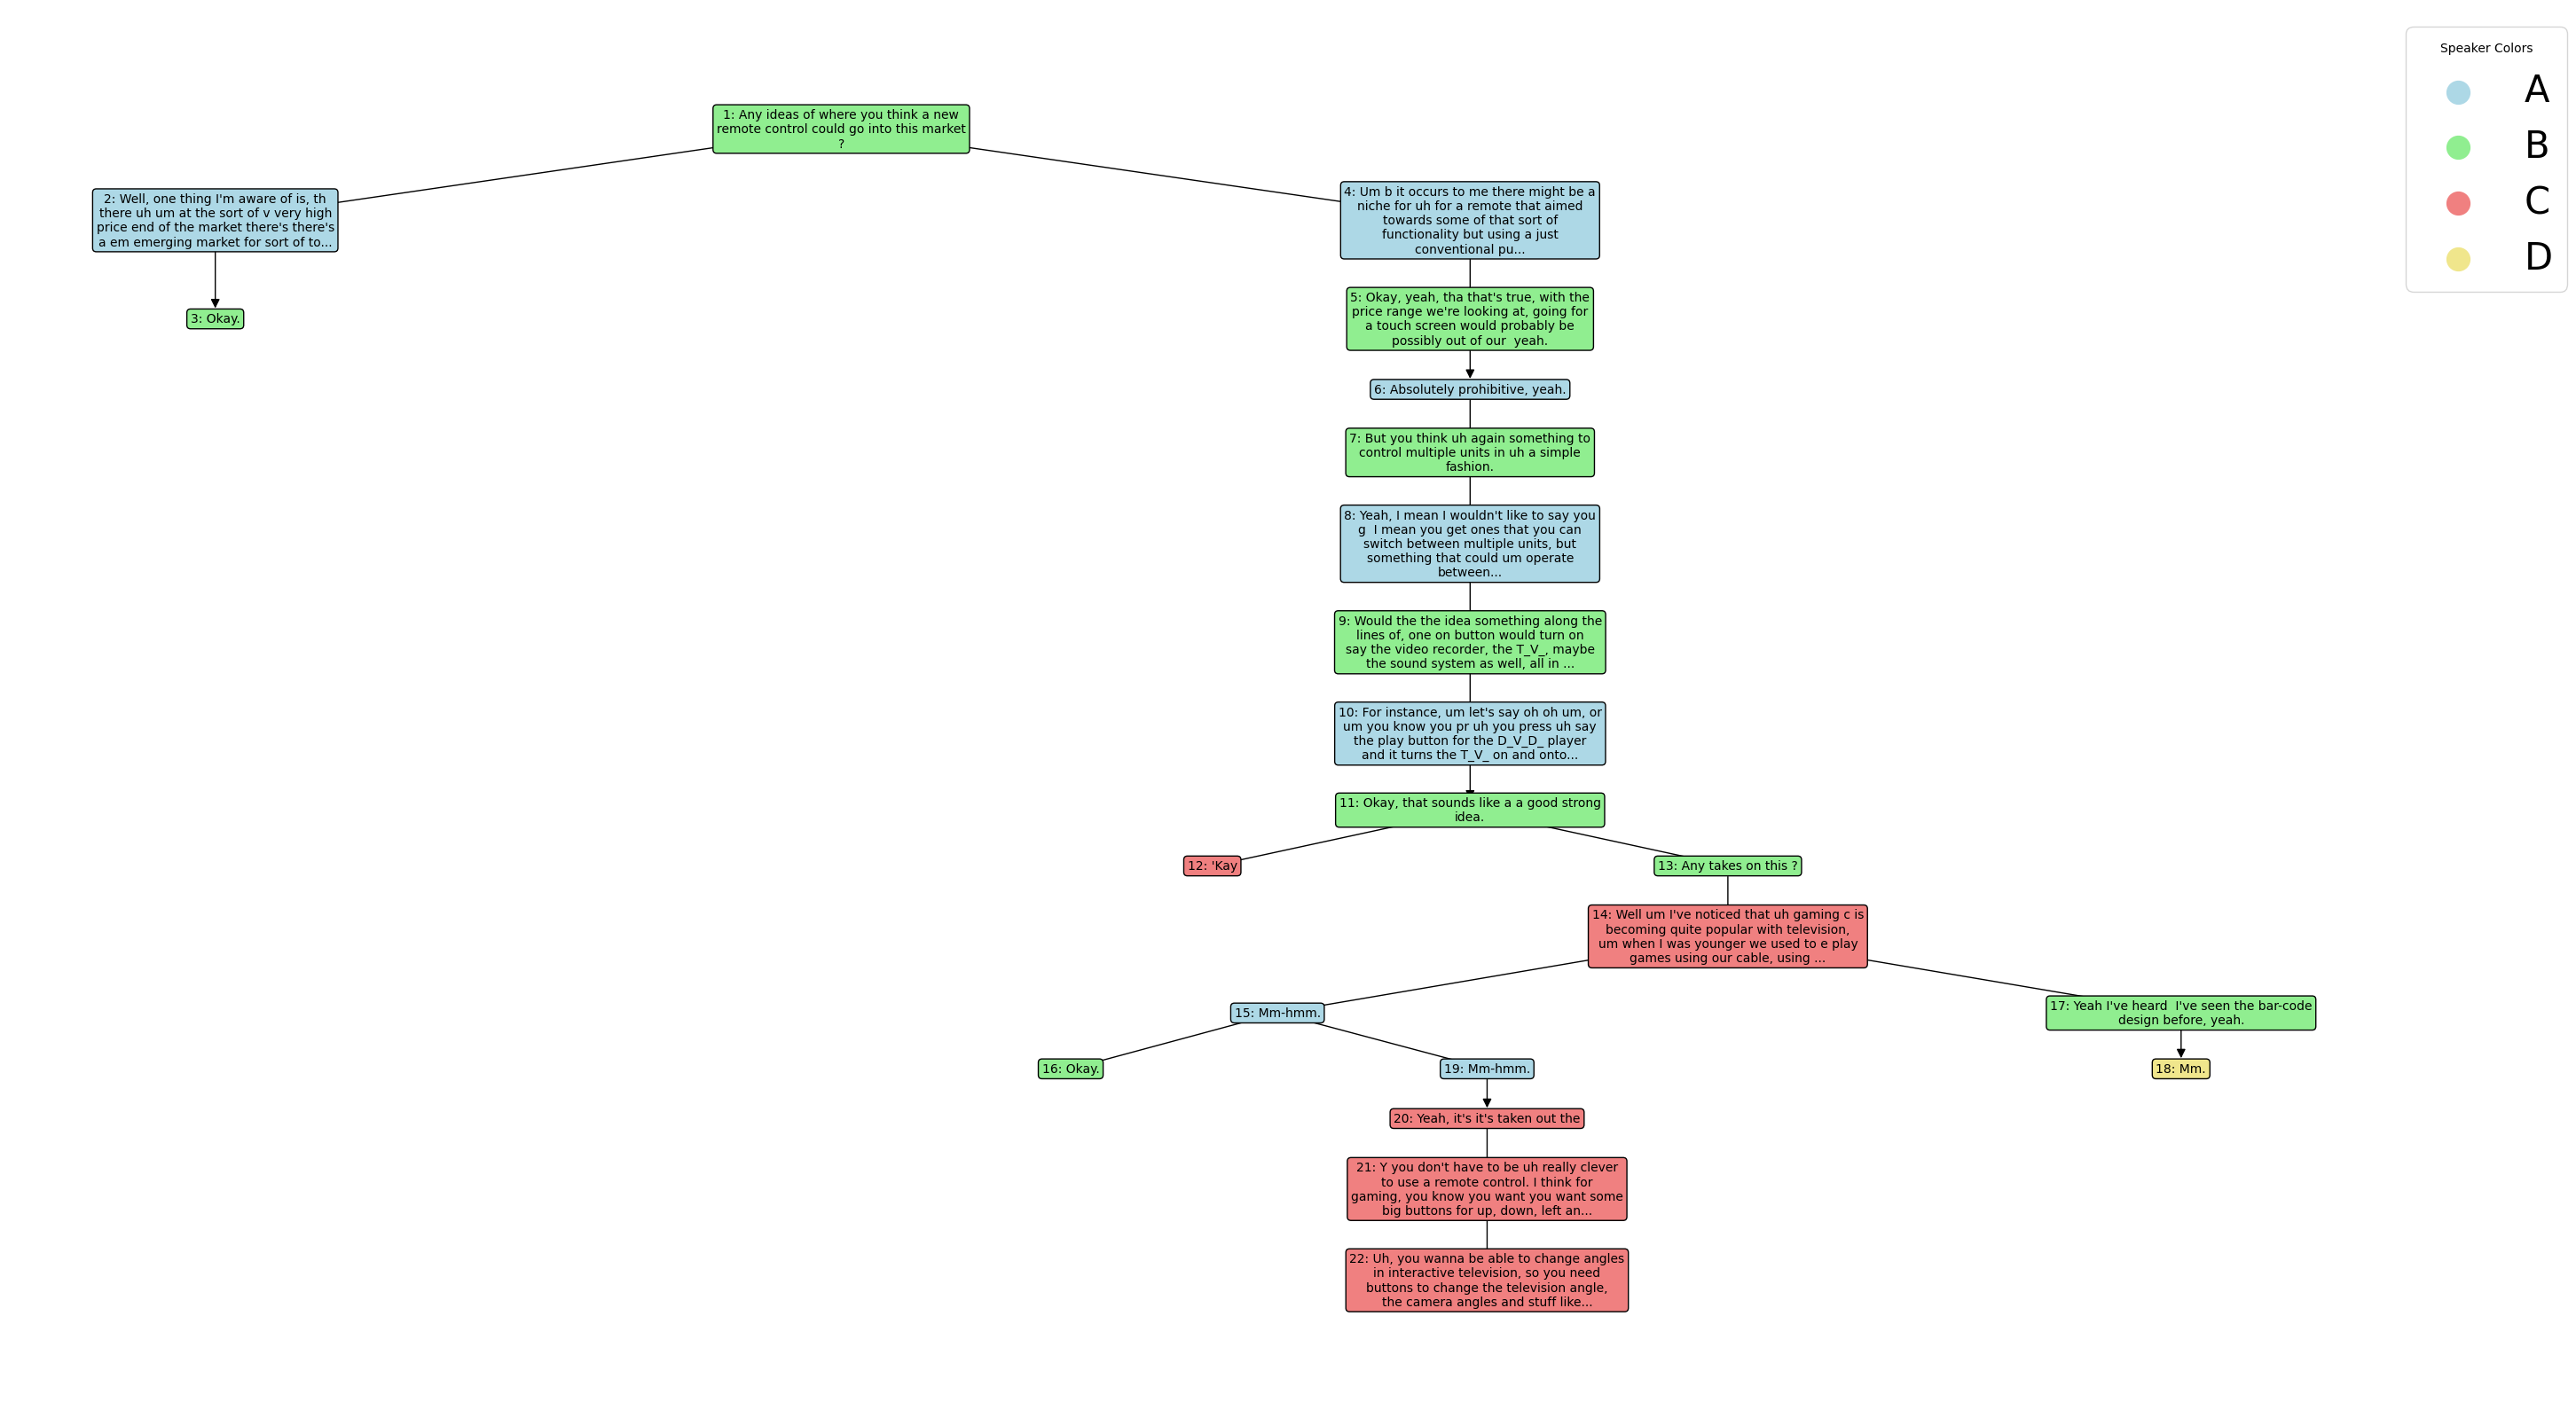 Speaker Colors
A
B
C
D
1: Any ideas of where you think a new
remote control could go into this market
?
2: Well, one thing I'm aware of is, th
there uh um at the sort of v very high
price end of the market there's there's
a em emerging market for sort of to...
3: Okay.
4: Um b it occurs to me there might be a
niche for uh for a remote that aimed
towards some of that sort of
functionality but using a just
conventional pu...
5: Okay, yeah, tha that's true, with the
price range we're looking at, going for
a touch screen would probably be
possibly out of our  yeah.
6: Absolutely prohibitive, yeah.
7: But you think uh again something to
control multiple units in uh a simple
fashion.
8: Yeah, I mean I wouldn't like to say you
g  I mean you get ones that you can
switch between multiple units, but
something that could um operate
between...
9: Would the the idea something along the
lines of, one on button would turn on
say the video recorder, the T_V_, maybe
the sound system as well, all in ...
10: For instance, um let's say oh oh um, or
um you know you pr uh you press uh say
the play button for the D_V_D_ player
and it turns the T_V_ on and onto...
11: Okay, that sounds like a a good strong
idea.
12: 'Kay
13: Any takes on this ?
14: Well um I've noticed that uh gaming c is
becoming quite popular with television,
um when I was younger we used to e play
games using our cable, using ...
15: Mm-hmm.
16: Okay.
17: Yeah I've heard  I've seen the bar-code
design before, yeah.
18: Mm.
19: Mm-hmm.
20: Yeah, it's it's taken out the
21: Y you don't have to be uh really clever
to use a remote control. I think for
gaming, you know you want you want some
big buttons for up, down, left an...
22: Uh, you wanna be able to change angles
in interactive television, so you need
buttons to change the television angle,
the camera angles and stuff like...